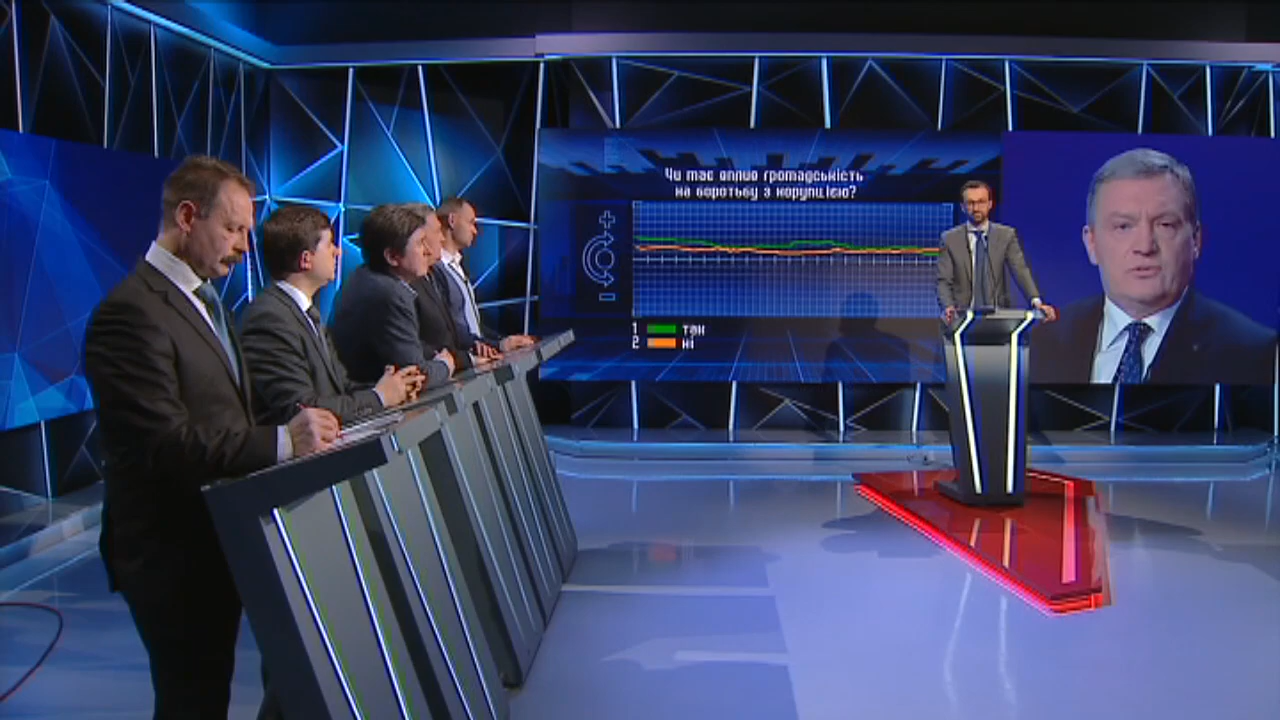 Чи має вплив громадськість
на боротьбу з корупцією?
+
–
1 так
2 ні